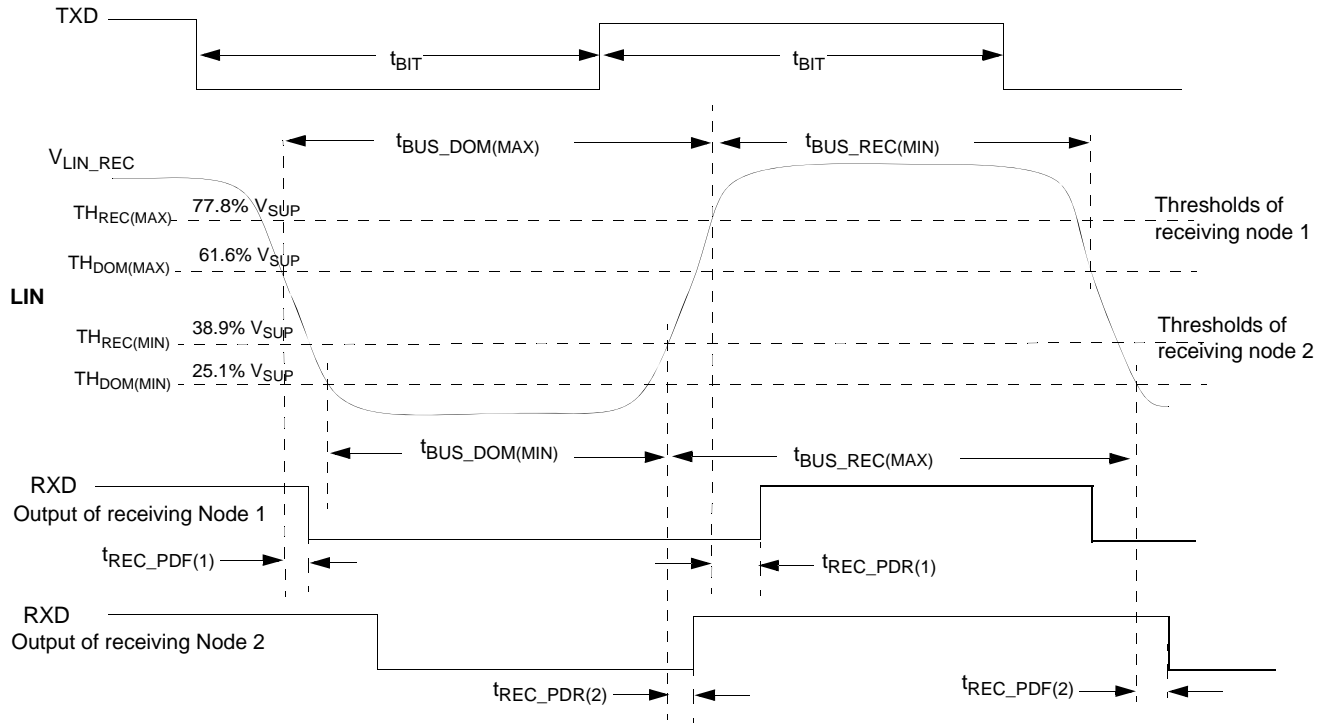 TXD
tBIT
tBIT
tBUS_DOM(MAX)
tBUS_REC(MIN)
VLIN_REC
THREC(MAX) 77.8% VSUP
Thresholds of
receiving node 1
THDOM(MAX) 61.6% VSUP
LIN
THREC(MIN) 38.9% VSUP
Thresholds of
receiving node 2
THDOM(MIN) 25.1% VSUP
tBUS_DOM(MIN)
tBUS_REC(MAX)
RXD
Output of receiving Node 1
tREC_PDF(1)
tREC_PDR(1)
RXD
Output of receiving Node 2
tREC_PDR(2)
tREC_PDF(2)